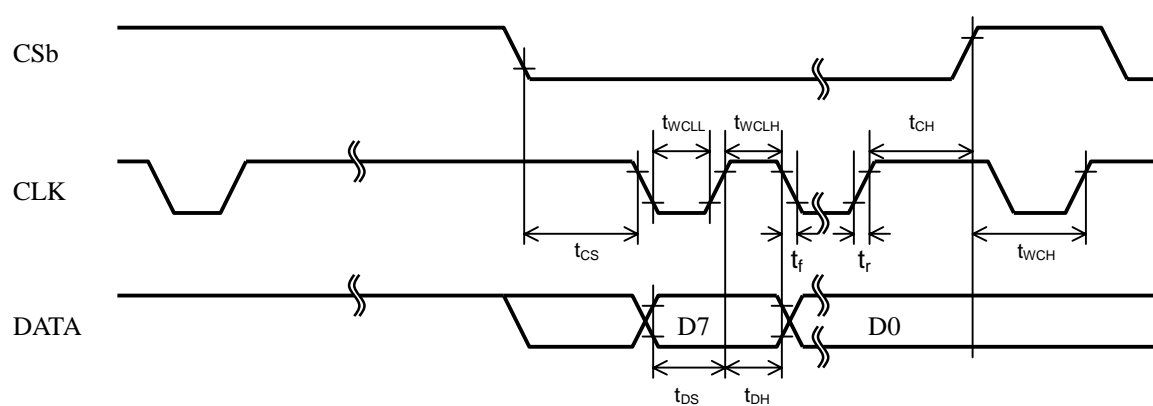 CSb
tWCLL tWCLH tCH
CLK
tCS tf tr tWCH
DATA D7 D0
tDS tDH